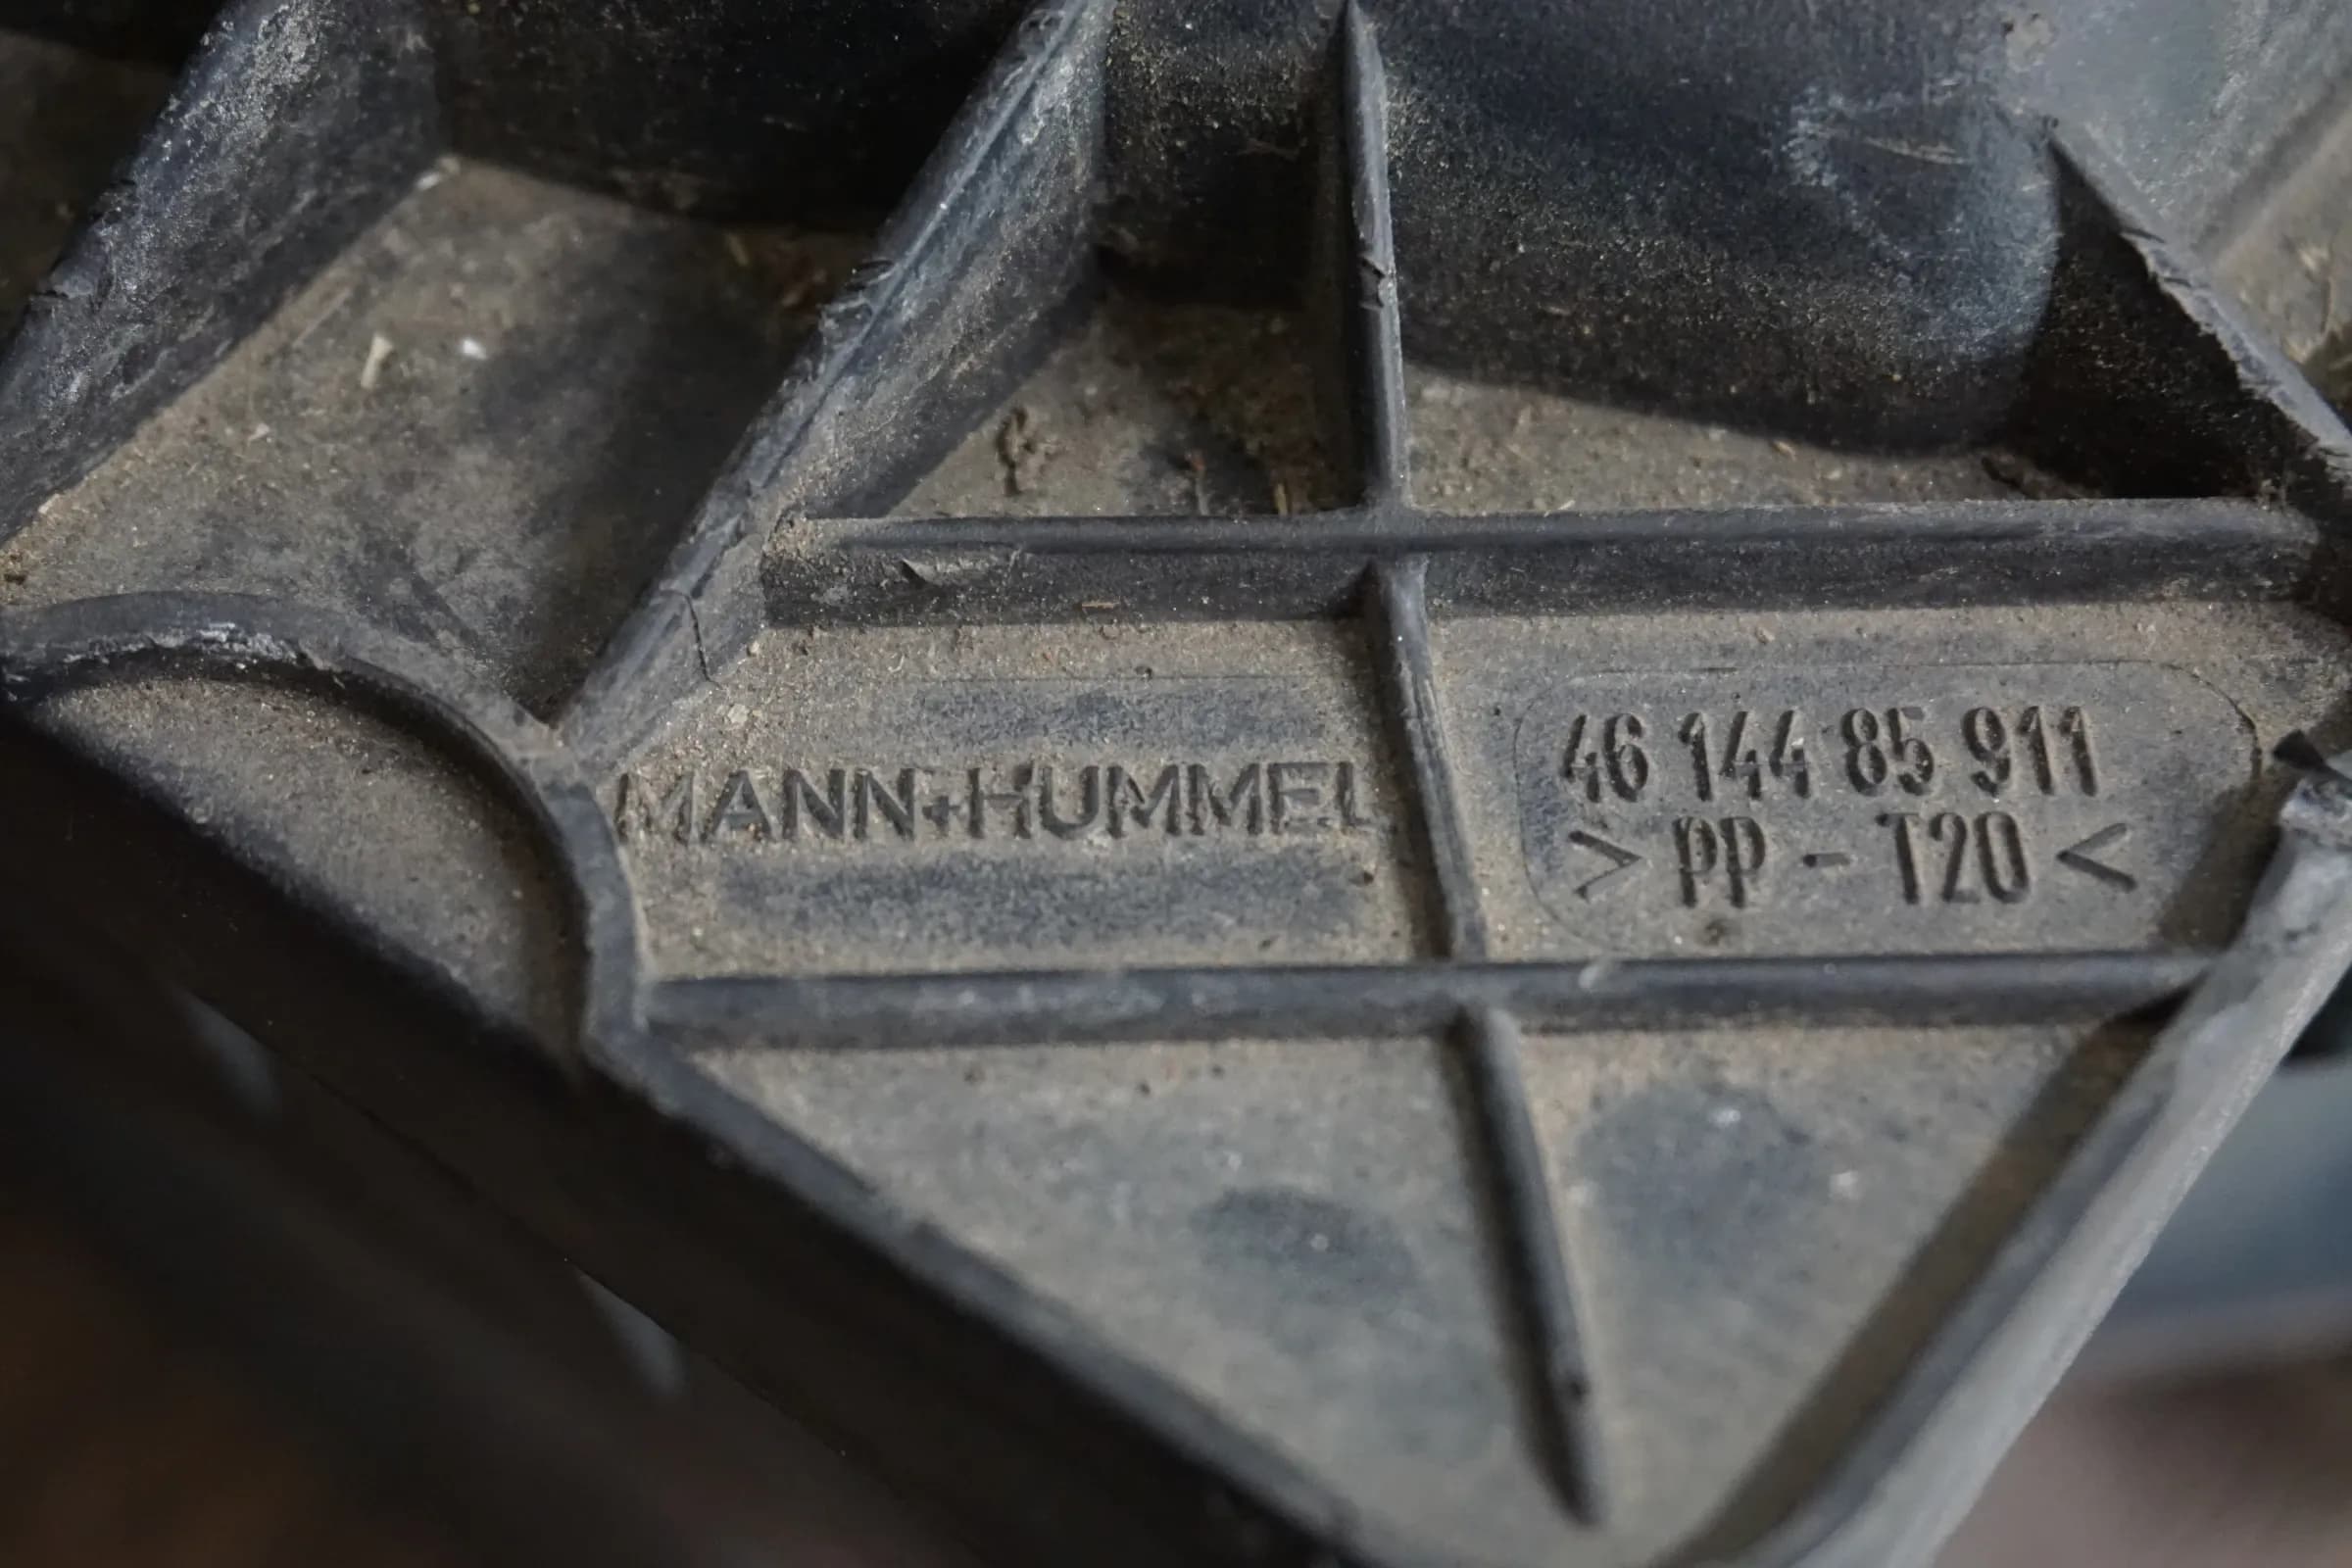 MANN+HUMMEL
46 144 85 911
> PP - T20 <